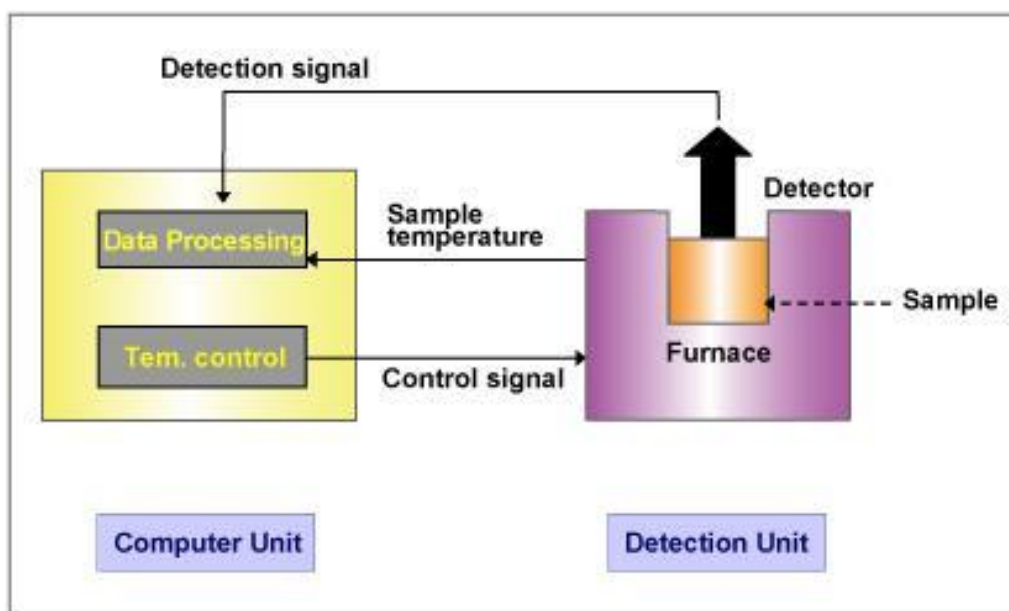 Detection signal
Detector
Data Processing
Sample
temperature
Sample
Tem. control
Furnace
Control signal
Computer Unit
Detection Unit